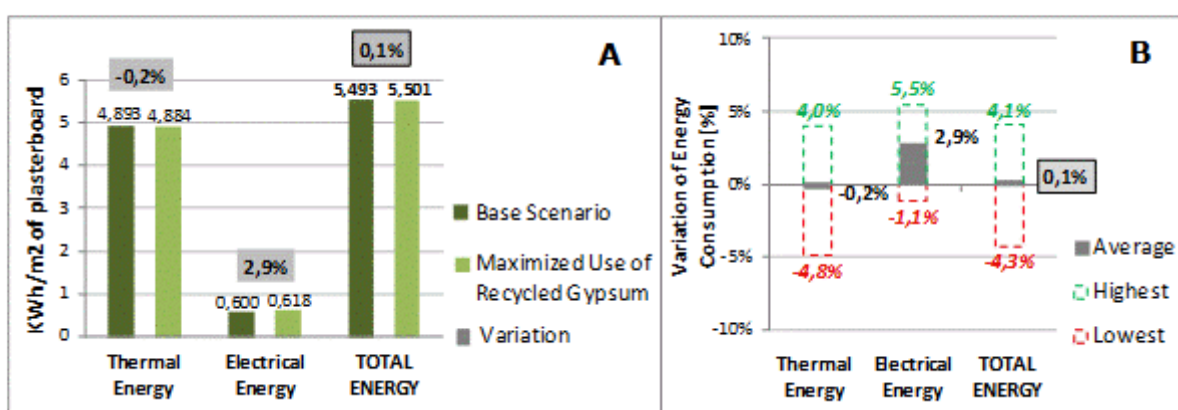 A
0,1%
-0,2%
6
5,493
5,501
4,893
4,884
5
4
3
2
1
0
KWh/m2 of plasterboard
2,9%
0,600
0,618
Thermal
Energy
Electrical
Energy
TOTAL
ENERGY
Base Scenario
Maximized Use of
Recycled Gypsum
Variation
B
10%
5%
0%
-5%
-10%
Variation of Energy
Consumption [%]
4,0%
5,5%
4,1%
2,9%
-0,2%
0,1%
-1,1%
-4,8%
-4,3%
Average
Highest
Lowest
Thermal
Energy
Electrical
Energy
TOTAL
ENERGY